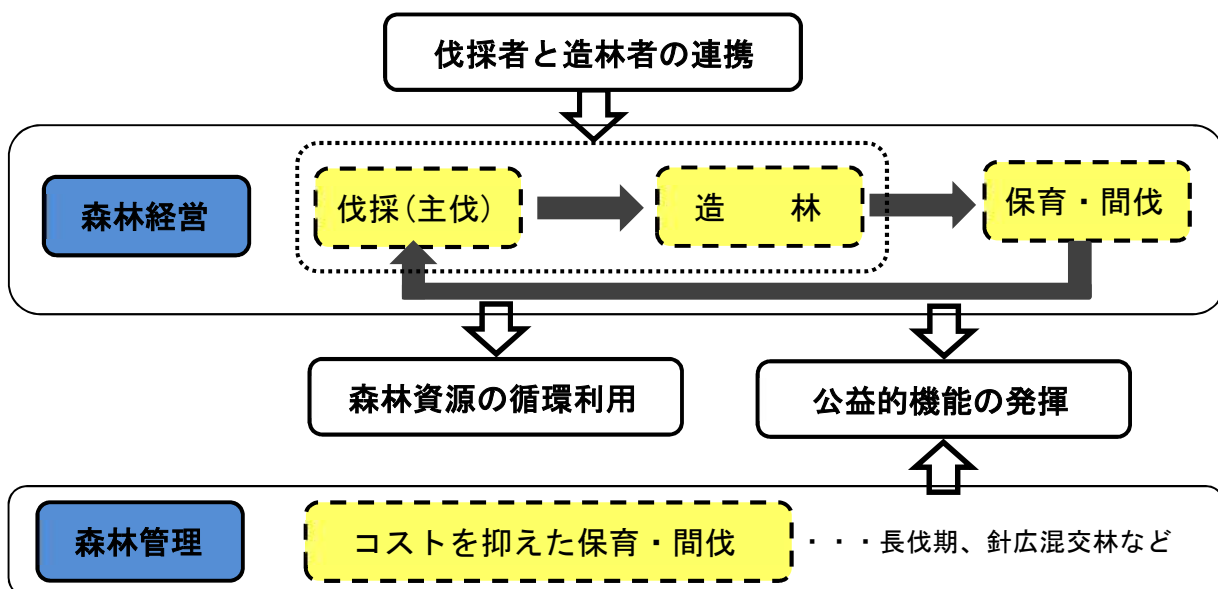 伐採者と造林者の連携
森林経営
伐採(主伐)
造　　林
保育・間伐
森林資源の循環利用
公益的機能の発揮
森林管理
コストを抑えた保育・間伐
・・・長伐期、針広混交林など